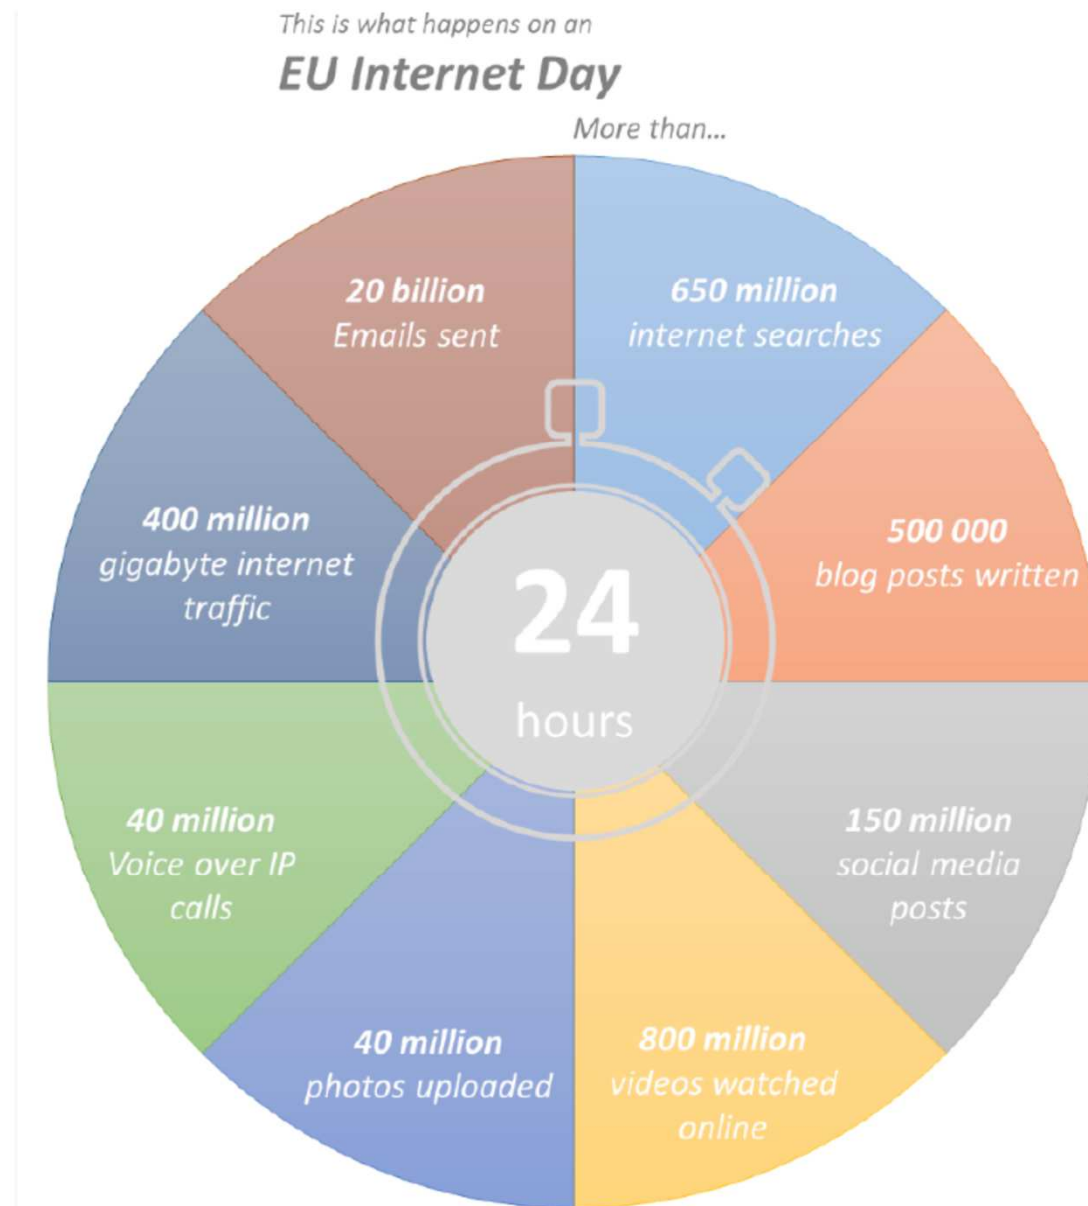 This is what happens on an
EU Internet Day
More than...
650 million
internet searches
500 000
blog posts written
150 million
social media
posts
800 million
videos watched
online
40 million
photos uploaded
40 million
Voice over IP
calls
400 million
gigabyte internet
traffic
20 billion
Emails sent
24
hours